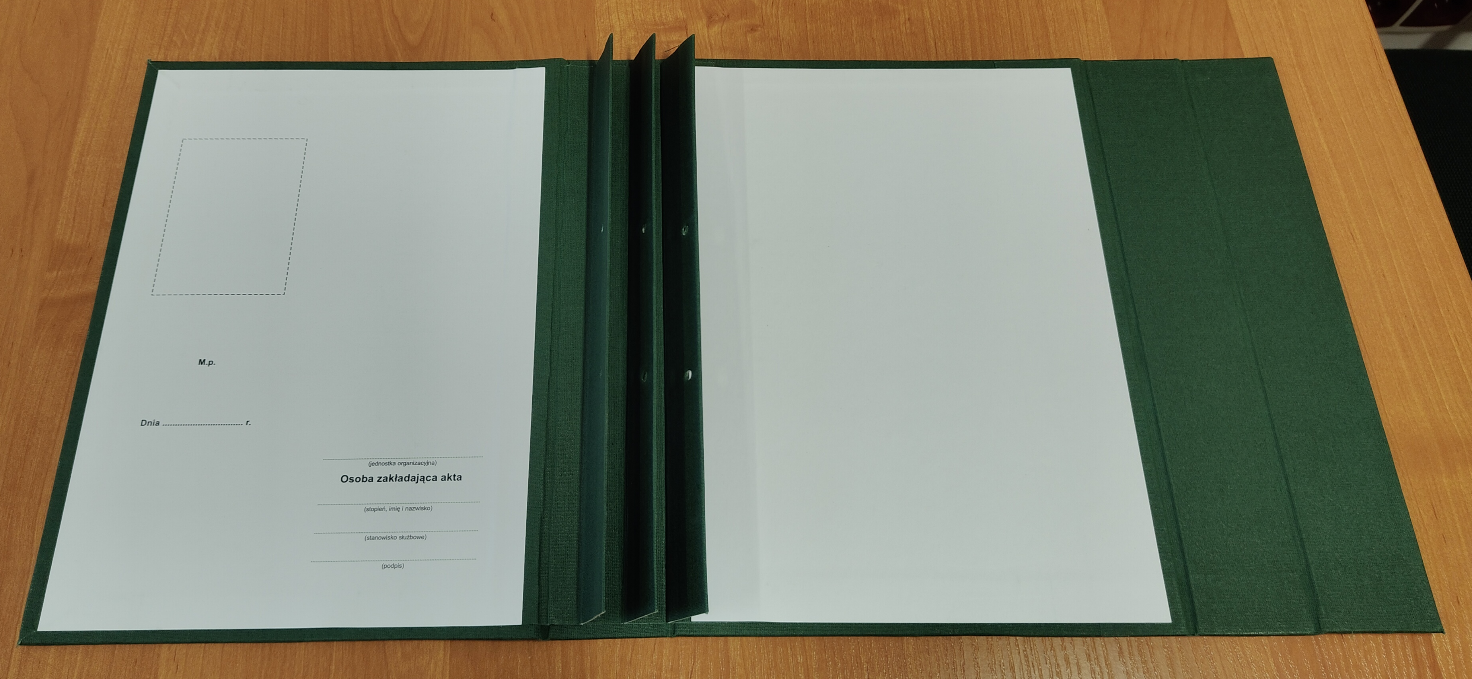 M.p.
Dnia ................................ r.
(jednostka organizacyjna)
Osoba zakładająca akta
(stopień, imię i nazwisko)
(stanowisko służbowe)
(podpis)